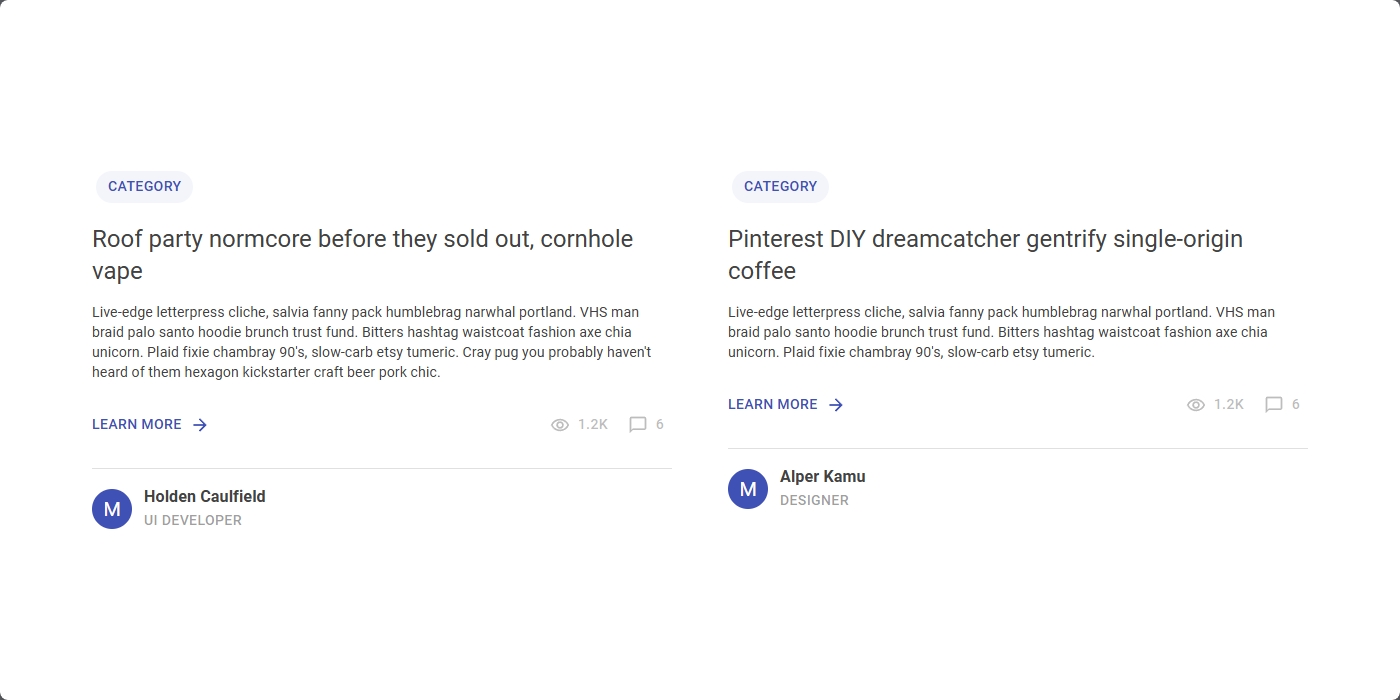 CATEGORY
Roof party normcore before they sold out, cornhole
vape
Live-edge letterpress cliche, salvia fanny pack humblebrag narwhal portland. VHS man
braid palo santo hoodie brunch trust fund. Bitters hashtag waistcoat fashion axe chia
unicorn. Plaid fixie chambray 90's, slow-carb etsy tumeric. Cray pug you probably haven't
heard of them hexagon kickstarter craft beer pork chic.
LEARN MORE 1.2K 6
M
Holden Caulfield
UI DEVELOPER
CATEGORY
Pinterest DIY dreamcatcher gentrify single-origin
coffee
Live-edge letterpress cliche, salvia fanny pack humblebrag narwhal portland. VHS man
braid palo santo hoodie brunch trust fund. Bitters hashtag waistcoat fashion axe chia
unicorn. Plaid fixie chambray 90's, slow-carb etsy tumeric.
LEARN MORE 1.2K 6
M
Alper Kamu
DESIGNER